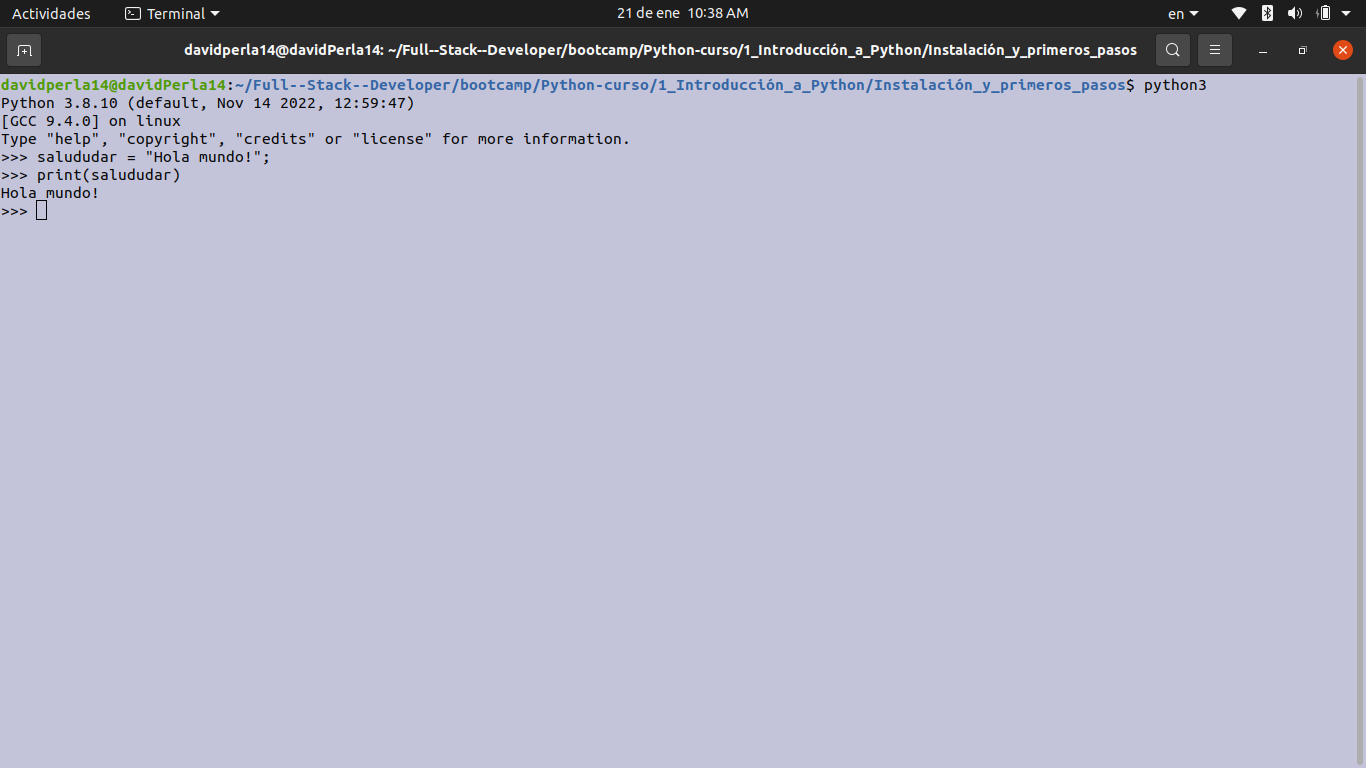 Actividades Terminal 21 de ene 10:38 AM en
davidperla14@davidPerla14: ~/Full--Stack--Developer/bootcamp/Python-curso/1_Introducción_a_Python/Instalación_y_primeros_pasos
davidperla14@davidPerla14:~/Full--Stack--Developer/bootcamp/Python-curso/1_Introducción_a_Python/Instalación_y_primeros_pasos$ python3
Python 3.8.10 (default, Nov 14 2022, 12:59:47)
[GCC 9.4.0] on linux
Type "help", "copyright", "credits" or "license" for more information.
>>> salududar = "Hola mundo!";
>>> print(salududar)
Hola mundo!
>>>